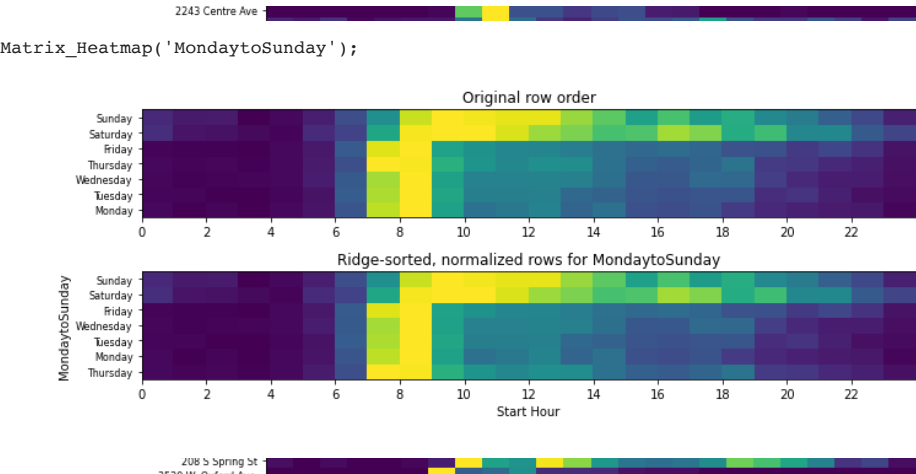 2243 Centre Ave
Matrix_Heatmap('MondaytoSunday');
Original row order
Sunday
Saturday
Friday
Thursday
Wednesday
Tuesday
Monday
0 2 4 6 8 10 12 14 16 18 20 22
Ridge-sorted, normalized rows for MondaytoSunday
MondaytoSunday
Sunday
Saturday
Friday
Wednesday
Tuesday
Monday
Thursday
0 2 4 6 8 10 12 14 16 18 20 22
Start Hour
208 S Spring St